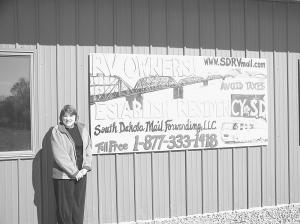 RV OWNERS!
www.SDRVmail.com
AVOID TAXES
ESTABLISH RESIDENCY SD
South Dakota Mail Forwarding, LLC
Toll Free 1-877-333-1918